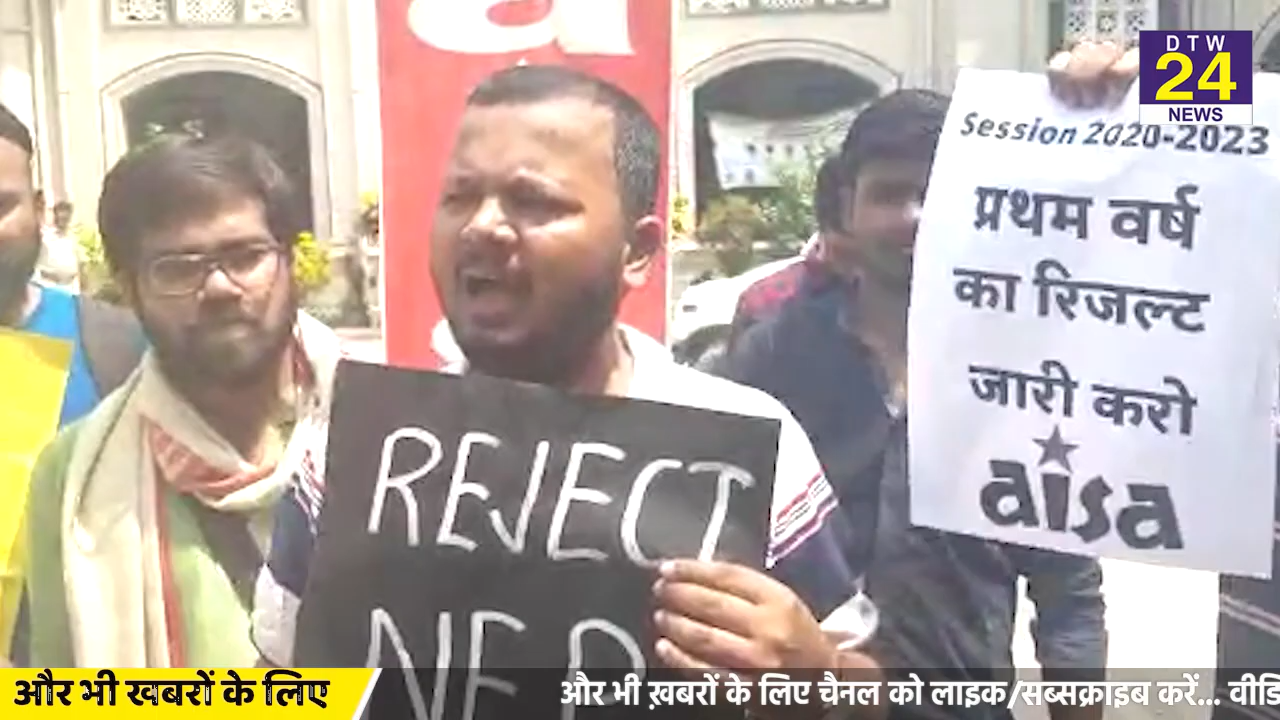 DTW
24
NEWS
Session 2020-2023
प्रथम वर्ष
का रिजल्ट
जारी करो
aisa
REJECT
NEP
और भी खबरों के लिए
और भी ख़बरों के लिए चैनल को लाइक/सब्सक्राइब करें...